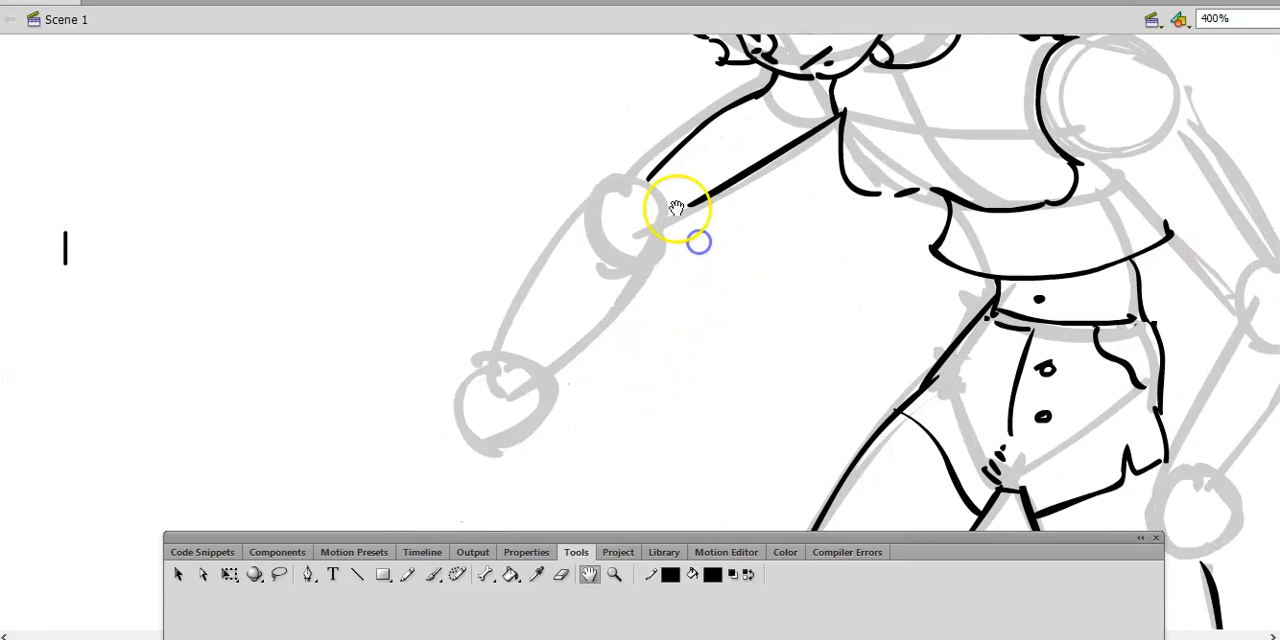 Scene 1
400%
Code Snippets
Components
Motion Presets
Timeline
Output
Properties
Tools
Project
Library
Motion Editor
Color
Compiler Errors
T